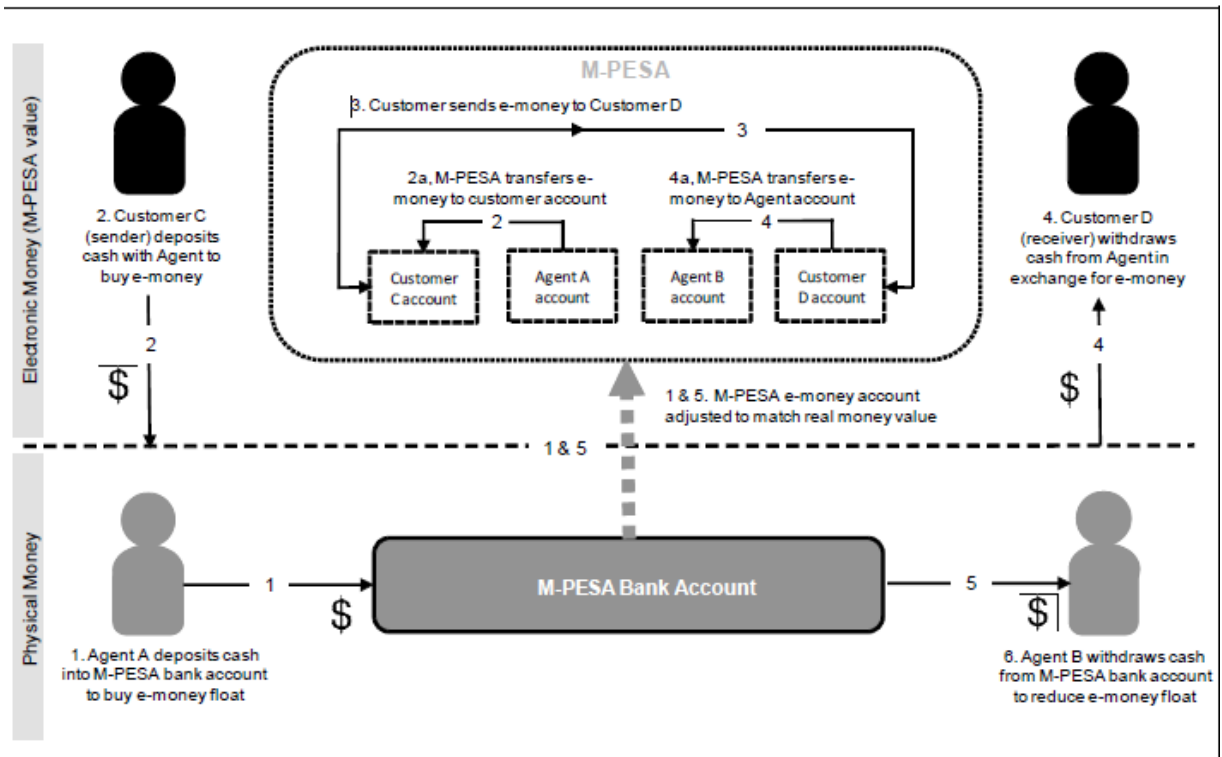 Electronic Money (M-PESA value)
Physical Money
M-PESA
3. Customer sends e-money to Customer D
3
2a, M-PESA transfers e-
money to customer account
2
4a, M-PESA transfers e-
money to Agent account
4
Customer
C account
Agent A
account
Agent B
account
Customer
D account
2. Customer C
(sender) deposits
cash with Agent to
buy e-money
2
$
4. Customer D
(receiver) withdraws
cash from Agent in
exchange for e-money
4
$
1 & 5. M-PESA e-money account
adjusted to match real money value
1 & 5
1
$
M-PESA Bank Account
5
$
1. Agent A deposits cash
into M-PESA bank account
to buy e-money float
6. Agent B withdraws cash
from M-PESA bank account
to reduce e-money float